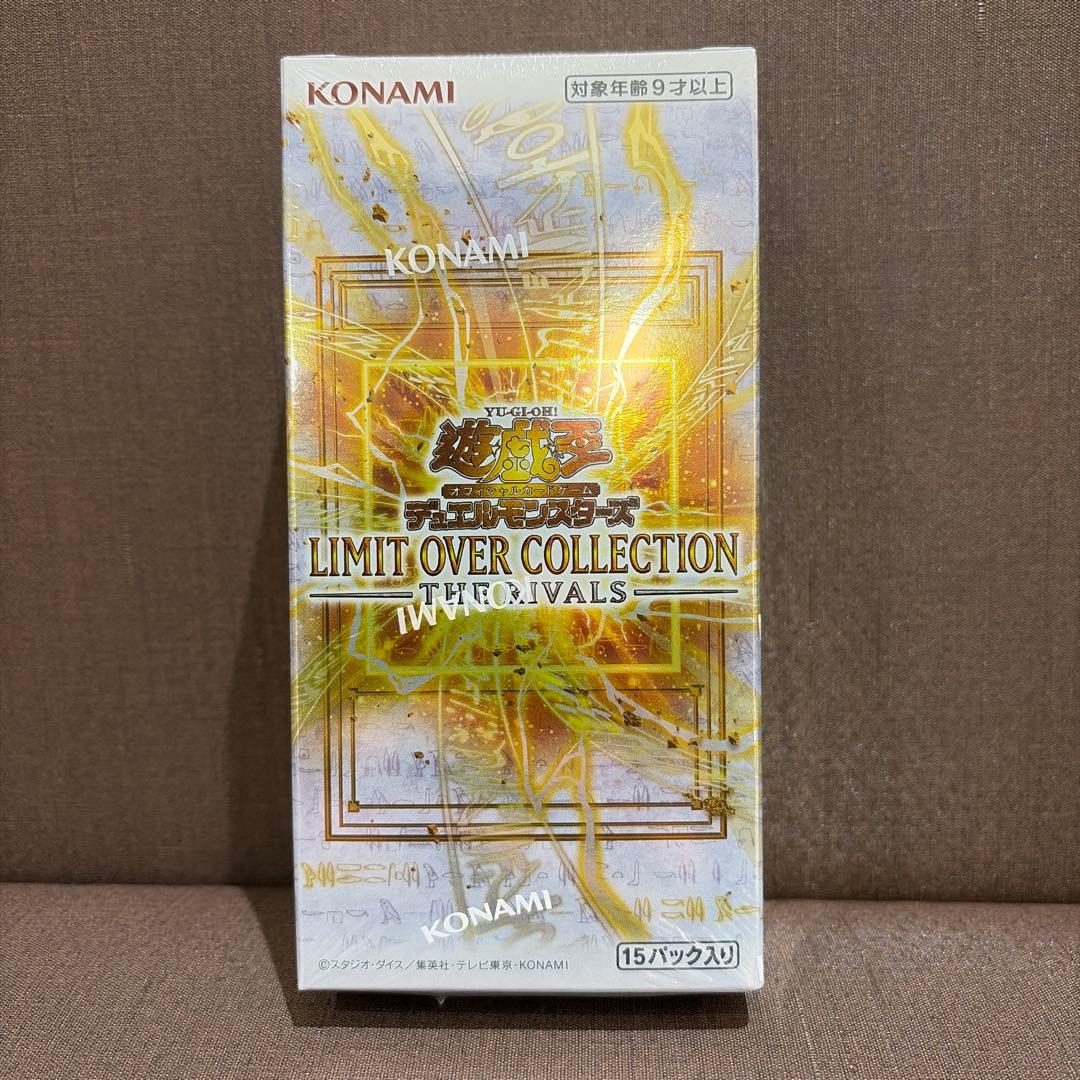 KONAMI
対象年齢9才以上
KONAMI
YU-GI-OH!
遊戯王
オフィシャルカードゲーム
デュエルモンスターズ
LIMIT OVER COLLECTION
THE RIVALS
KONAMI
KONAMI
15パック入り
©スタジオ・ダイス/集英社・テレビ東京・KONAMI